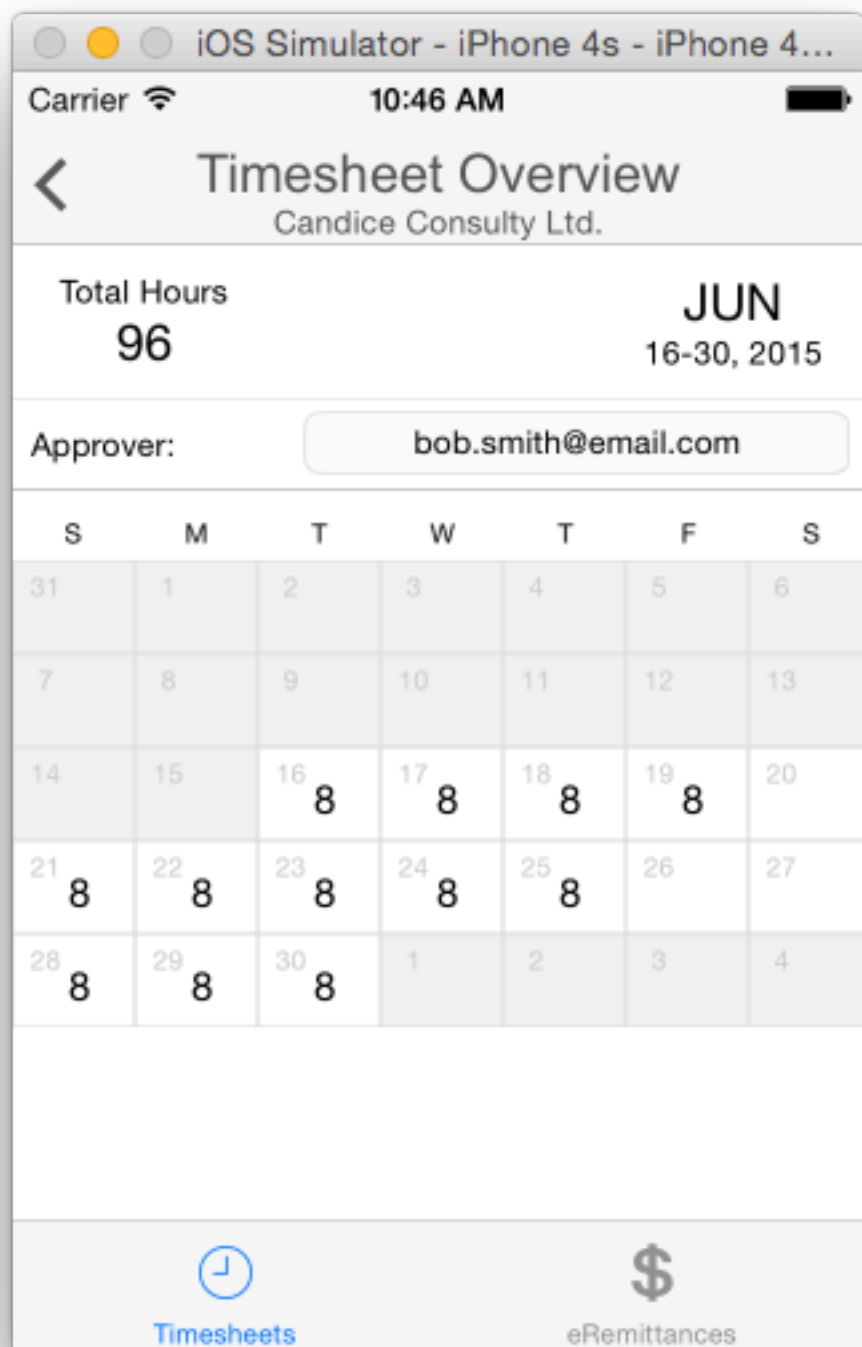 iOS Simulator - iPhone 4s - iPhone 4...
Carrier 10:46 AM
Timesheet Overview
Candice Consulty Ltd.
Total Hours
96
JUN
16-30, 2015
Approver: bob.smith@email.com
S M T W T F S
31 1 2 3 4 5 6
7 8 9 10 11 12 13
14 15 16 8 17 8 18 8 19 8 20
21 8 22 8 23 8 24 8 25 8 26 27
28 8 29 8 30 8 1 2 3 4
$
Timesheets eRemittances